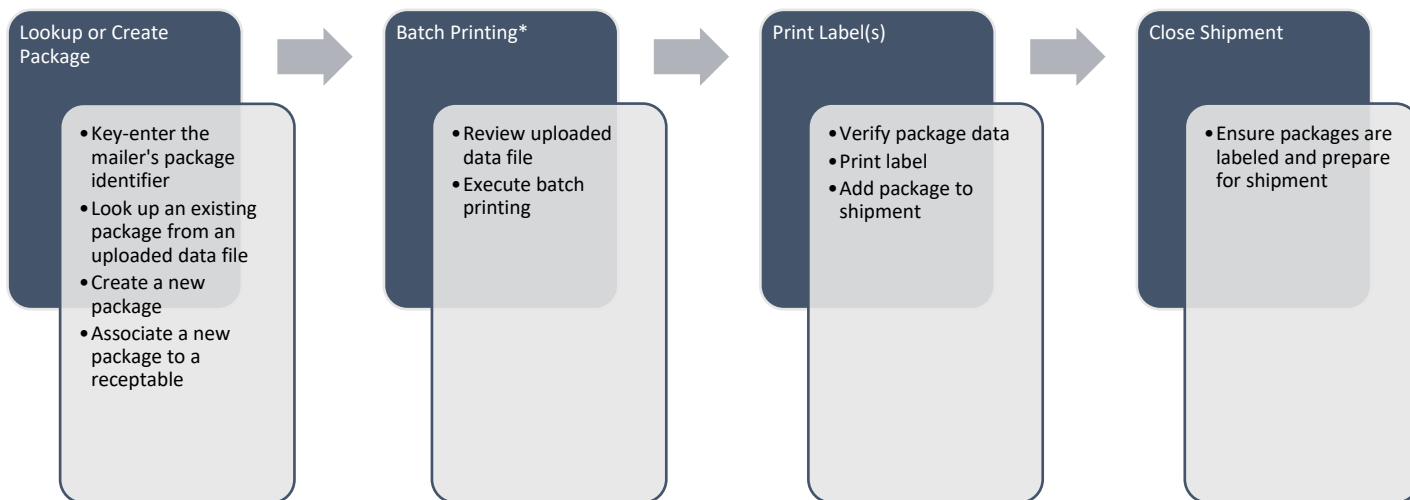 Lookup or Create
Package
• Key-enter the
mailer's package
identifier
• Look up an existing
package from an
uploaded data file
• Create a new
package
• Associate a new
package to a
receptable
Batch Printing*
• Review uploaded
data file
• Execute batch
printing
Print Label(s)
• Verify package data
• Print label
• Add package to
shipment
Close Shipment
• Ensure packages are
labeled and prepare
for shipment